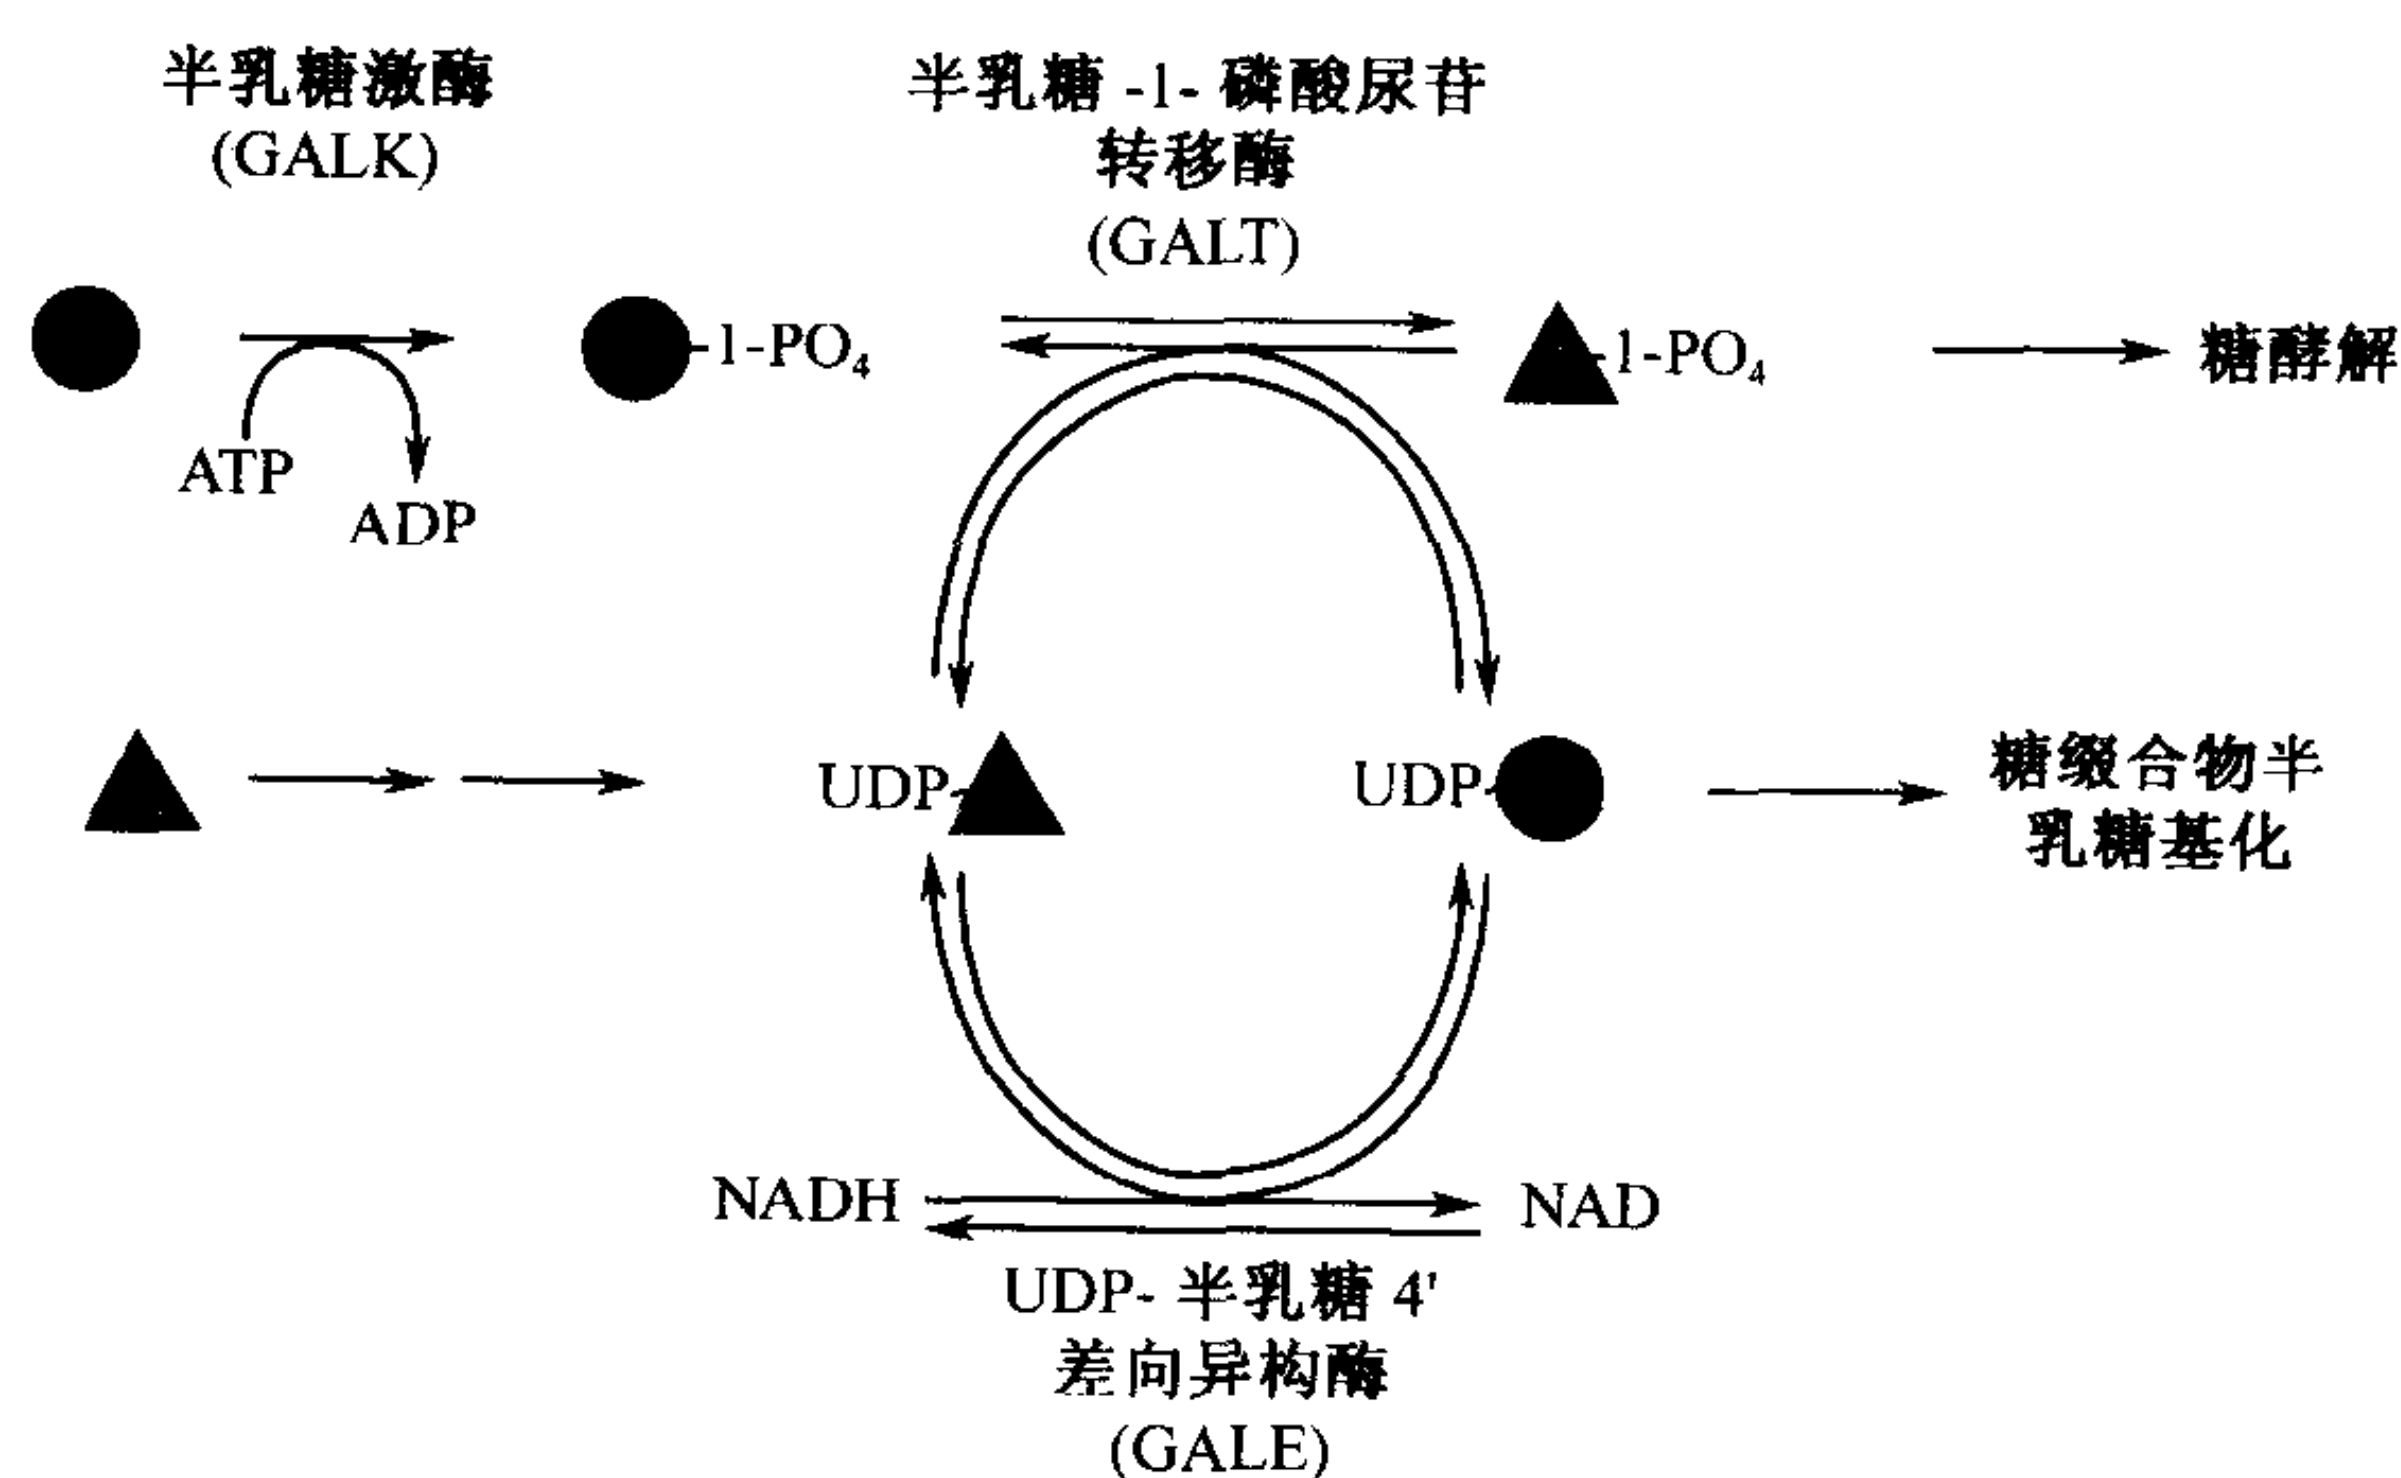 半乳糖激酶
(GALK)
半乳糖 -1- 磷酸尿苷
转移酶
(GALT)
-1-PO4
-1-PO4
糖酵解
ATP
ADP
UDP-
UDP-
糖缀合物半
乳糖基化
NADH
NAD
UDP- 半乳糖 4'
差向异构酶
(GALE)